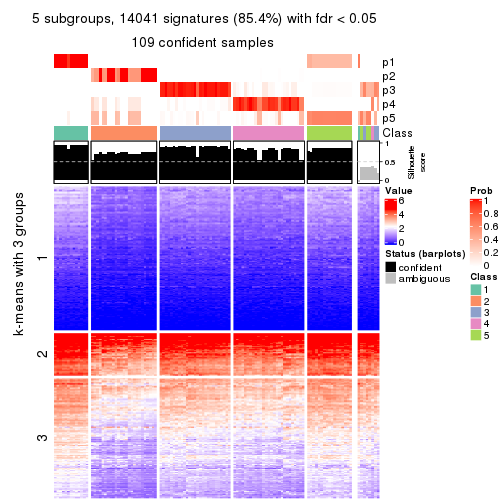 5 subgroups, 14041 signatures (85.4%) with fdr < 0.05
109 confident samples
p1
p2
p3
p4
p5
Class
1
0.5
0
Silhouette
score
k-means with 3 groups
1
2
3
Value
6
4
2
0
Status (barplots)
confident
ambiguous
Prob
1
0.8
0.6
0.4
0.2
0
Class
1
2
3
4
5